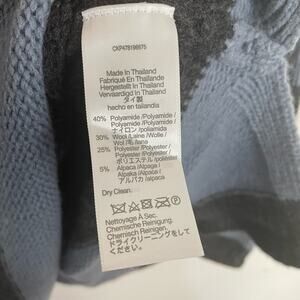 CKP478196675
Made In Thailand
Fabriqué En Thaïlande
Hergestellt In Thailand
Vervaardigd In Thailand
タイ製
hecho en tailandia
40% Polyamide /Polyamide
/Polyamide /Polyamide /
ナイロン /poliamida
30% Wool /Laine /Wolle /
Wol /毛 /lana
25% Polyester /Polyester /
Polyester /Polyester /
ポリエステル /poliéster
5% Alpaca /Alpaga /
Alpaka /Alpaca /
アルパカ /alpaca
Dry Clean.
Nettoyage A Sec.
Chemische Reinigung.
Chemisch Reinigen.
ドライクリーニングをして
ください。